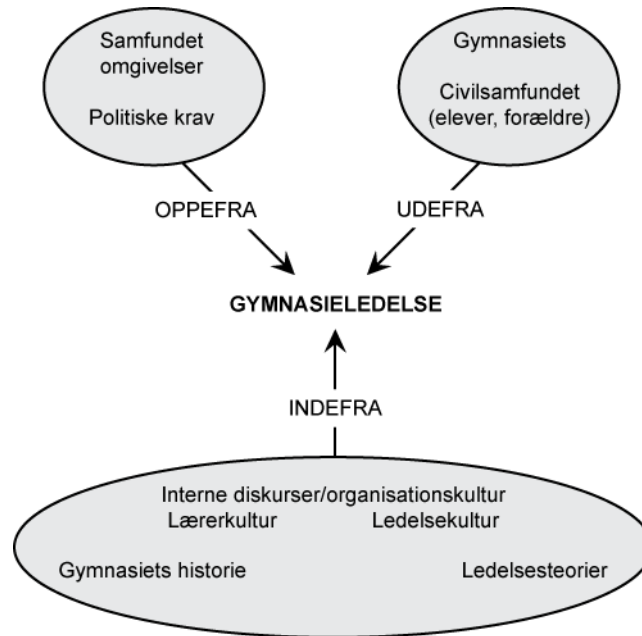 Samfundet
omgivelser
Politiske krav
Gymnasiets
Civilsamfundet
(elever, forældre)
OPPEFRA
UDEFRA
GYMNASIELEDELSE
INDEFRA
Interne diskurser/organisationskultur
Lærerkultur Ledelsekultur
Gymnasiets historie Ledelsesteorier